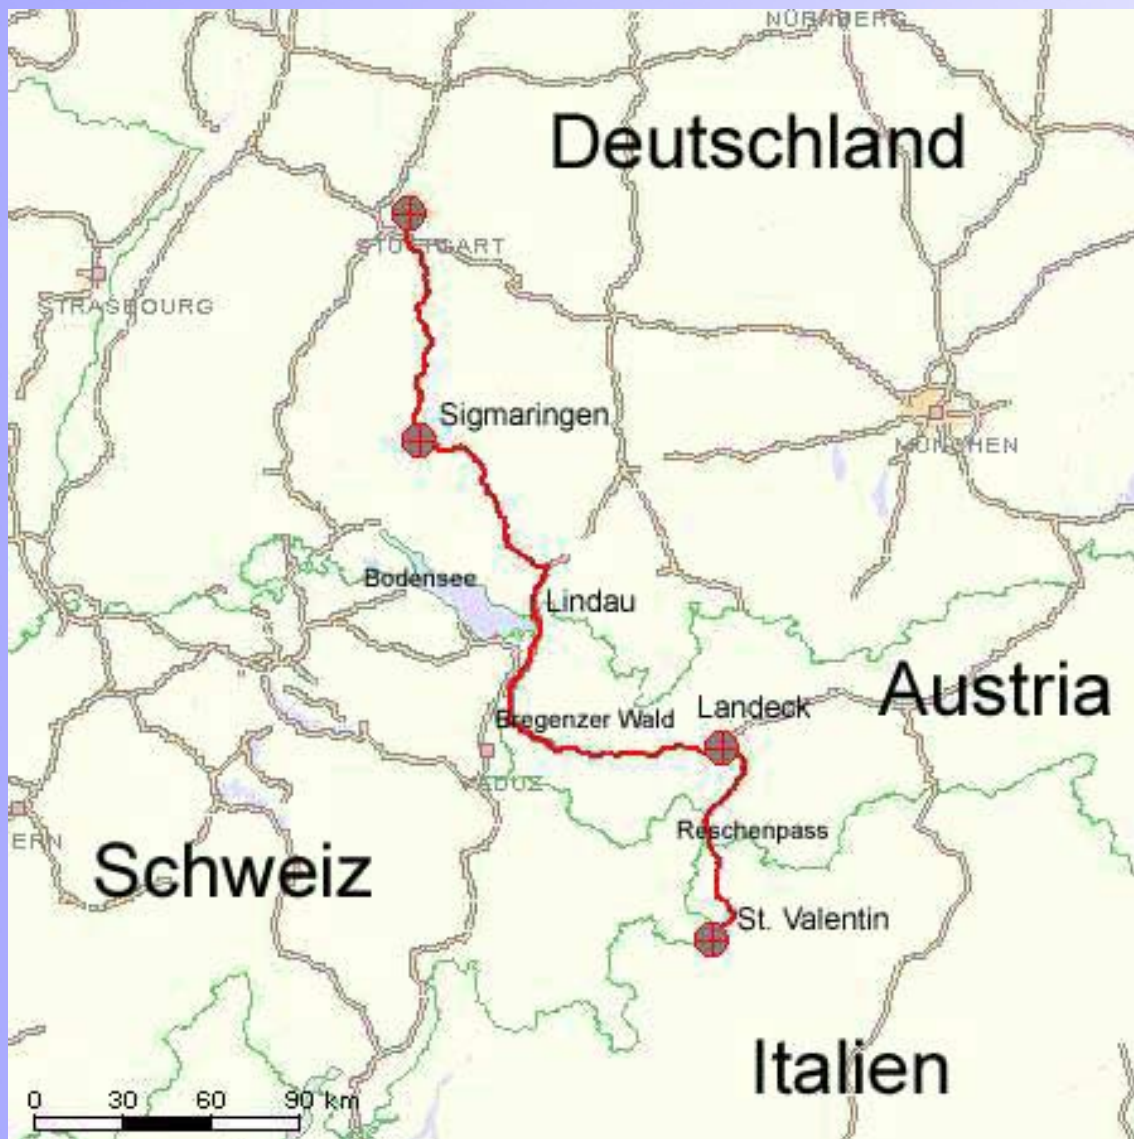 NÜRNBERG
Deutschland
STUTTGART
STRASBOURG
Sigmaringen
MÜNCHEN
Bodensee
Lindau
Austria
Landeck
Bregenzer Wald
VADUZ
Reschenpass
ERN
Schweiz
St. Valentin
Italien
0 30 60 90 km